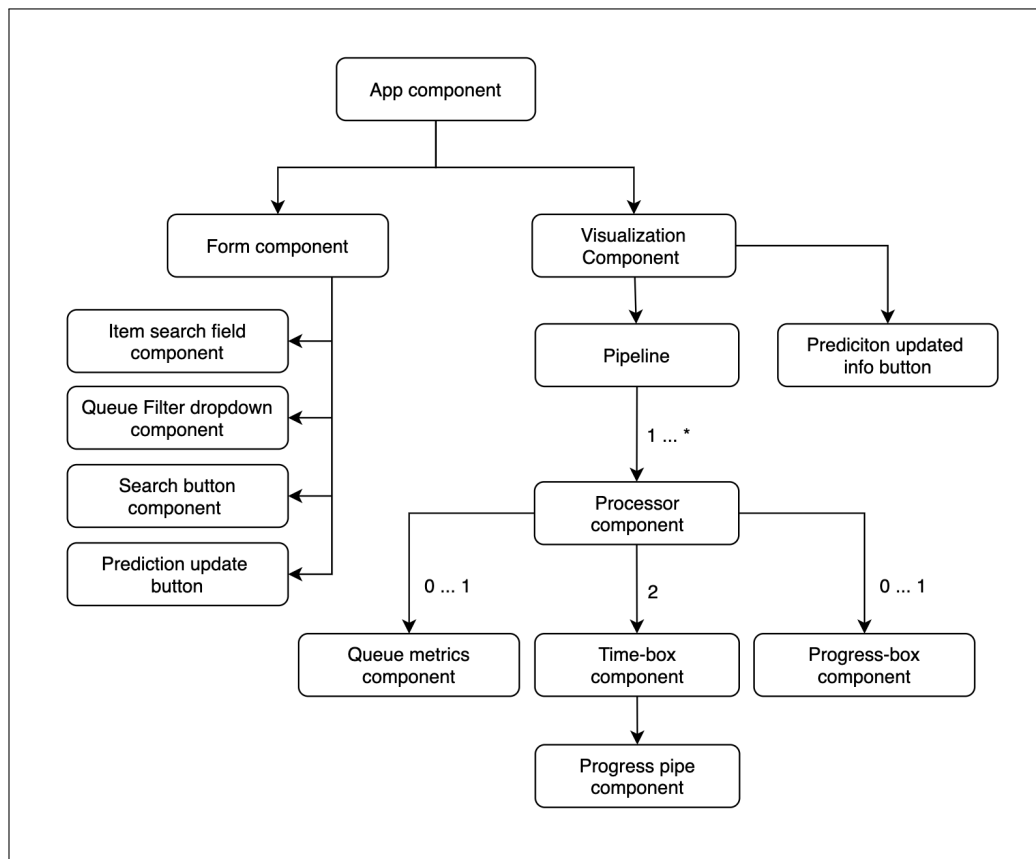 App component
Form component
Visualization
Component
Item search field
component
Pipeline
Prediciton updated
info button
Queue Filter dropdown
component
1 ... *
Search button
component
Processor
component
Prediction update
button
0 ... 1
2
0 ... 1
Queue metrics
component
Time-box
component
Progress-box
component
Progress pipe
component